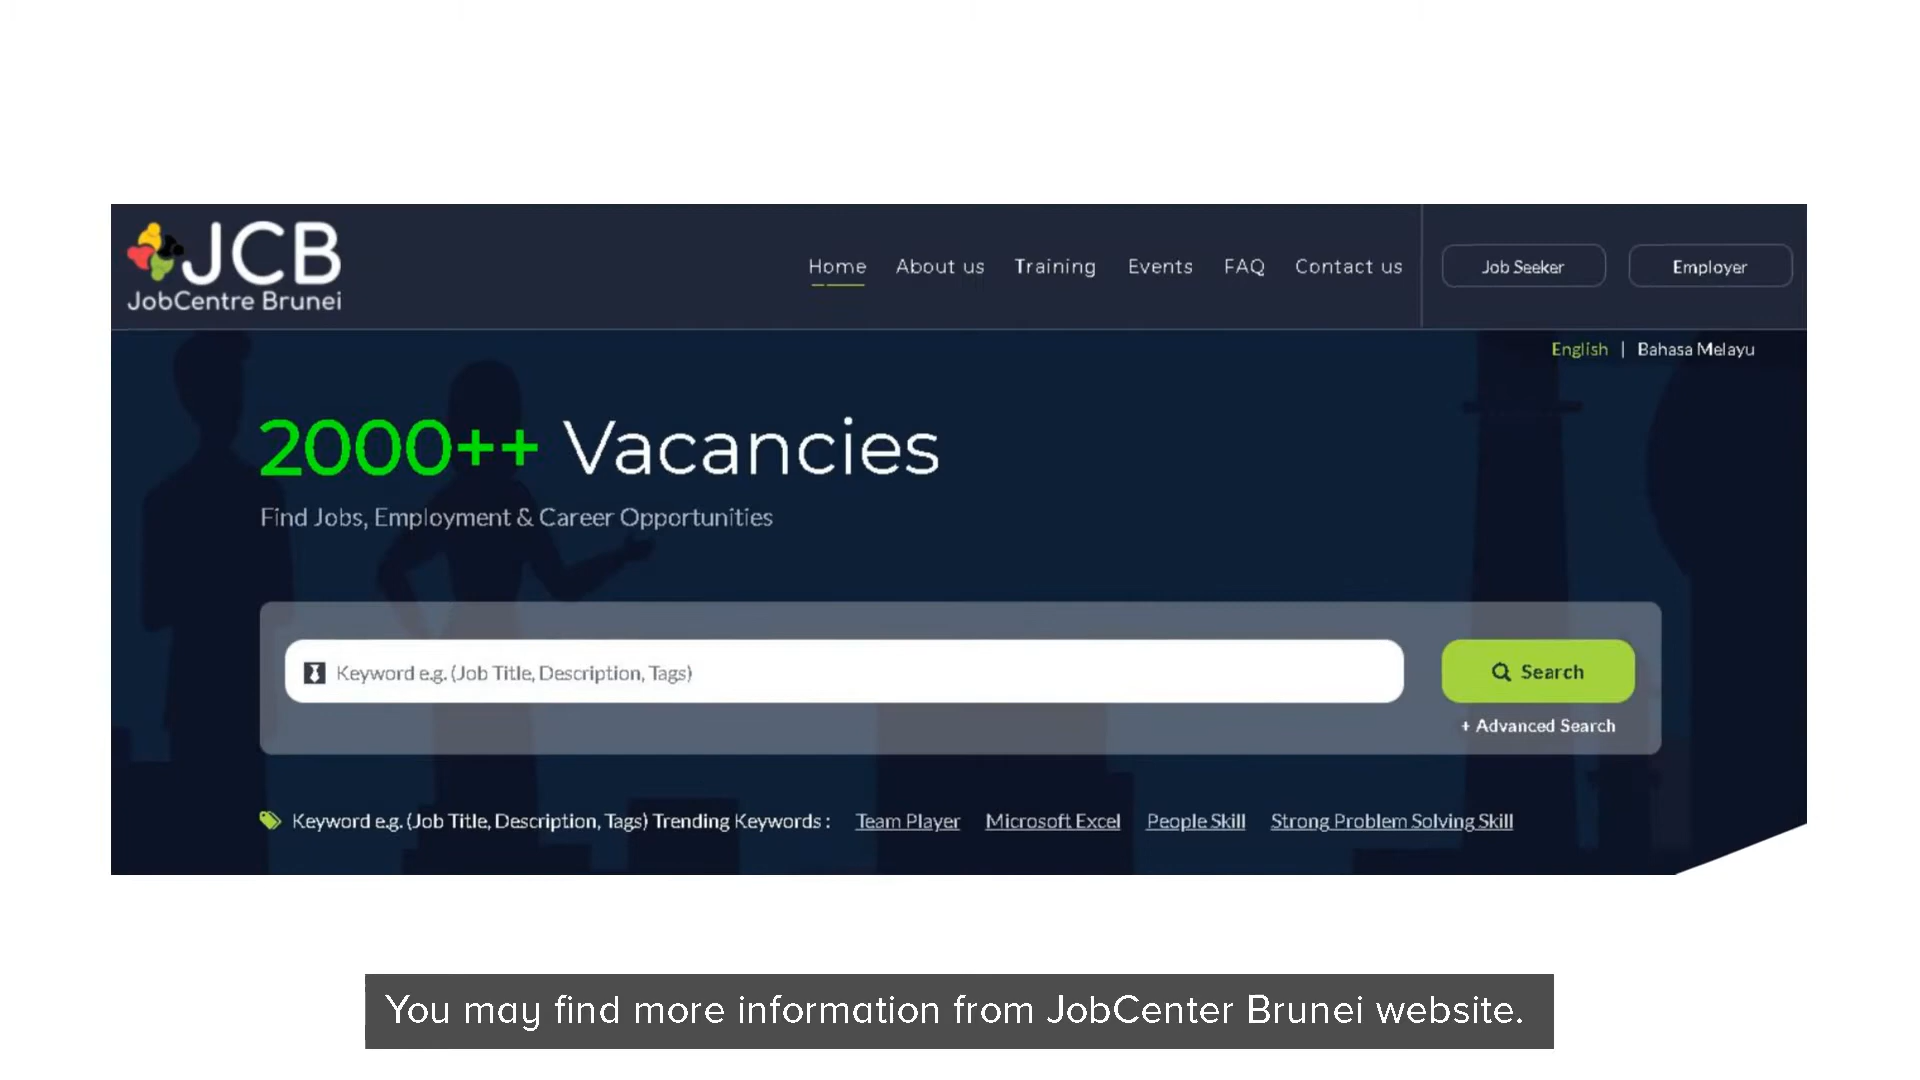 JCB
JobCentre Brunei
Home About us Training Events FAQ Contact us Job Seeker Employer
English | Bahasa Melayu
2000++ Vacancies
Find Jobs, Employment & Career Opportunities
Keyword e.g. (Job Title, Description, Tags)
Search
+ Advanced Search
Keyword e.g. (Job Title, Description, Tags) Trending Keywords : Team Player Microsoft Excel People Skill Strong Problem Solving Skill
You may find more information from JobCenter Brunei website.